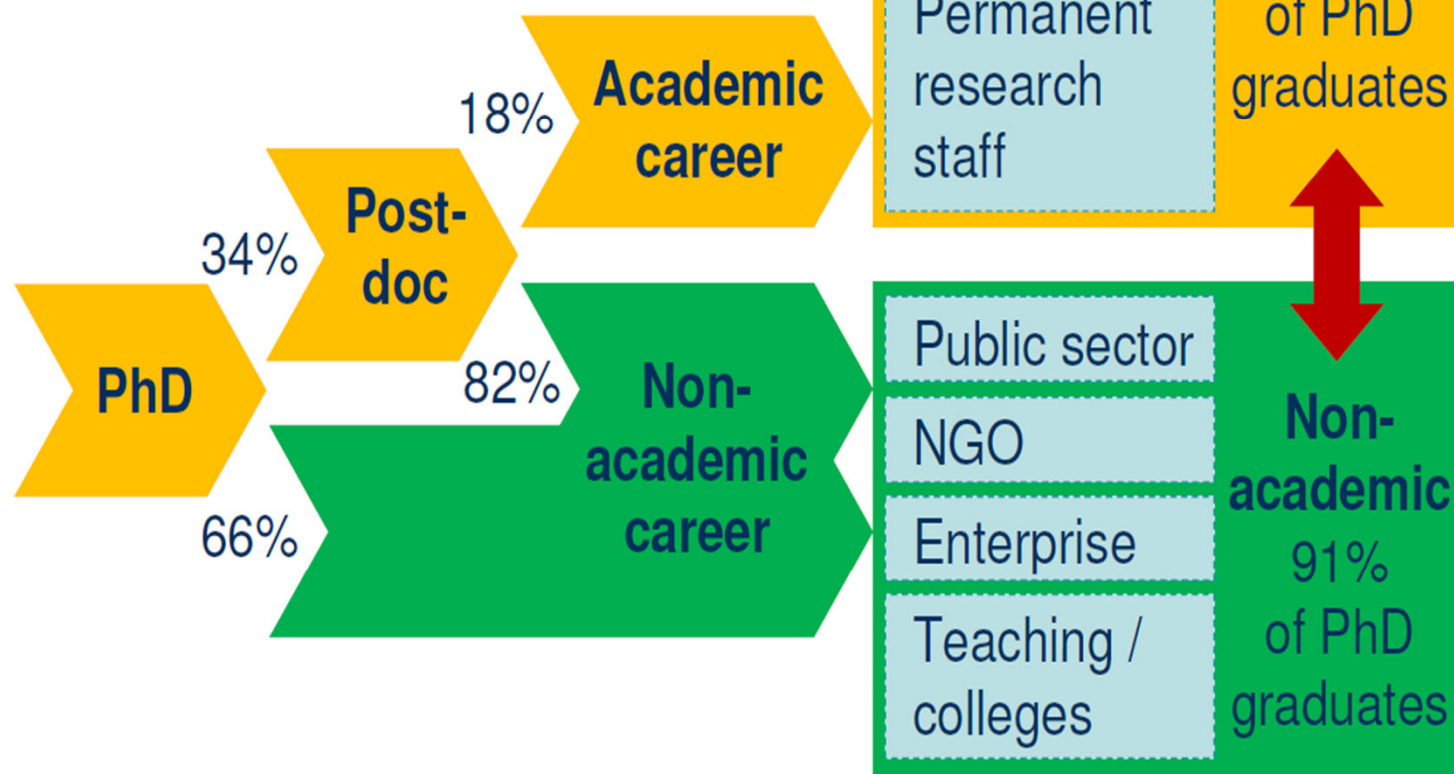 PhD
34%
66%
Post-
doc
18%
82%
Academic
career
Non-
academic
career
Permanent
research
staff
of PhD
graduates
Public sector
NGO
Enterprise
Teaching /
colleges
Non-
academic
91%
of PhD
graduates